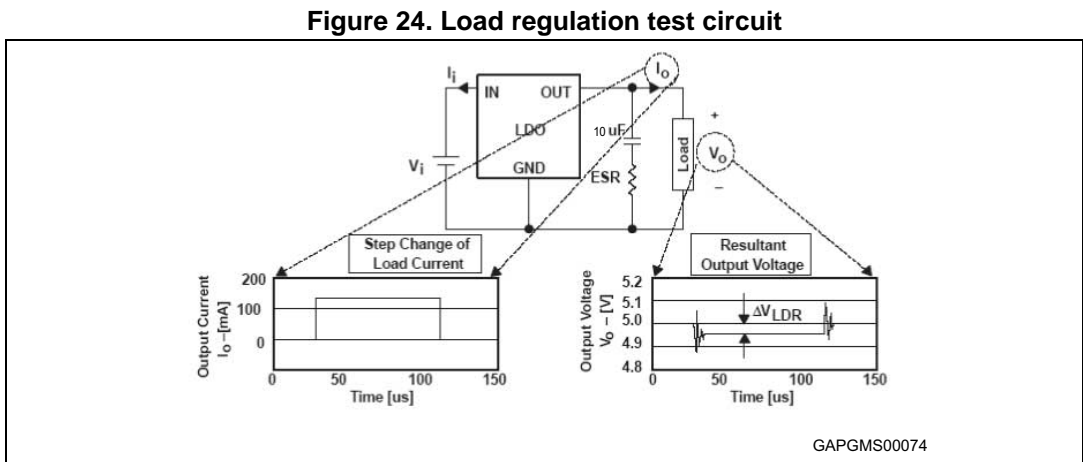 Figure 24. Load regulation test circuit
Ii
IN
OUT
Io
LDO
GND
Vi
10 uF
ESR
Load
+
Vo
–
Step Change of
Load Current
Output Current
Io – [mA]
200
100
0
0
50
100
150
Time [us]
Resultant
Output Voltage
Output Voltage
Vo – [V]
5.2
5.1
5.0
4.9
4.8
ΔVLDR
0
50
100
150
Time [us]
GAPGMS00074